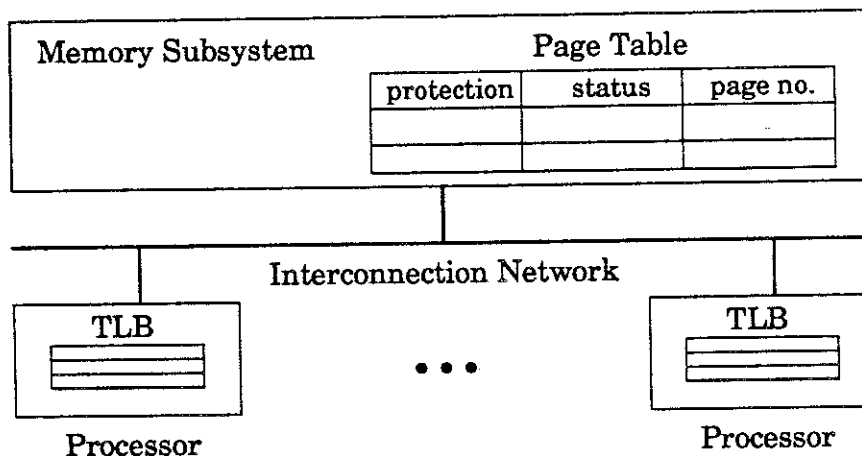 Memory Subsystem
Page Table
protection status page no.
Interconnection Network
TLB
TLB
• • •
Processor
Processor